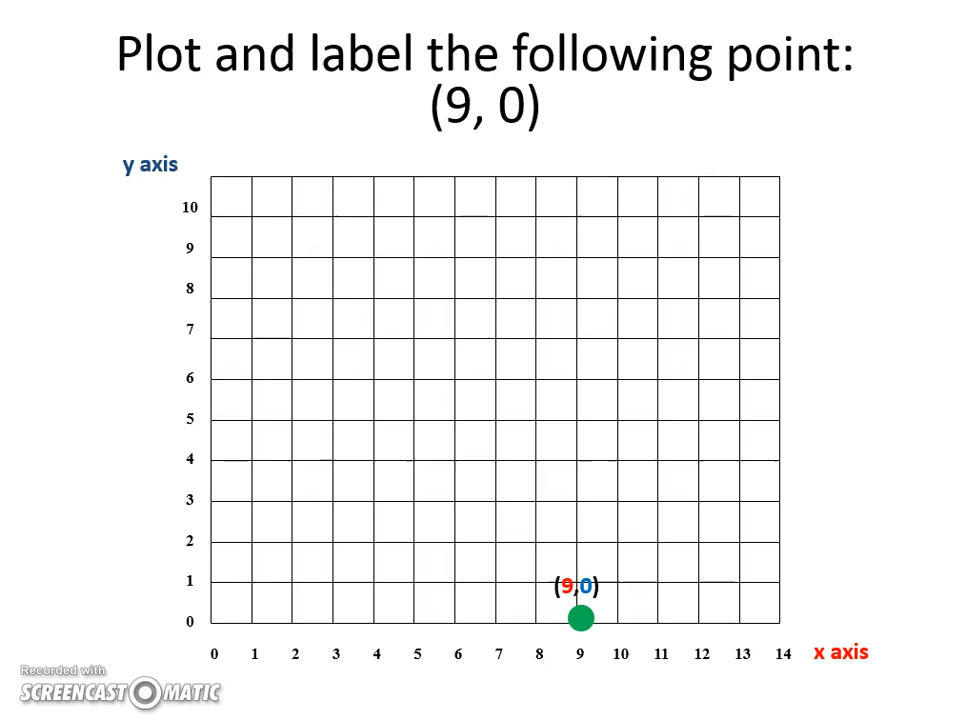 Plot and label the following point:
(9, 0)
y axis
10
9
8
7
6
5
4
3
2
1
(9,0)
0
0 1 2 3 4 5 6 7 8 9 10 11 12 13 14 x axis
Recorded with
SCREENCAST MATIC